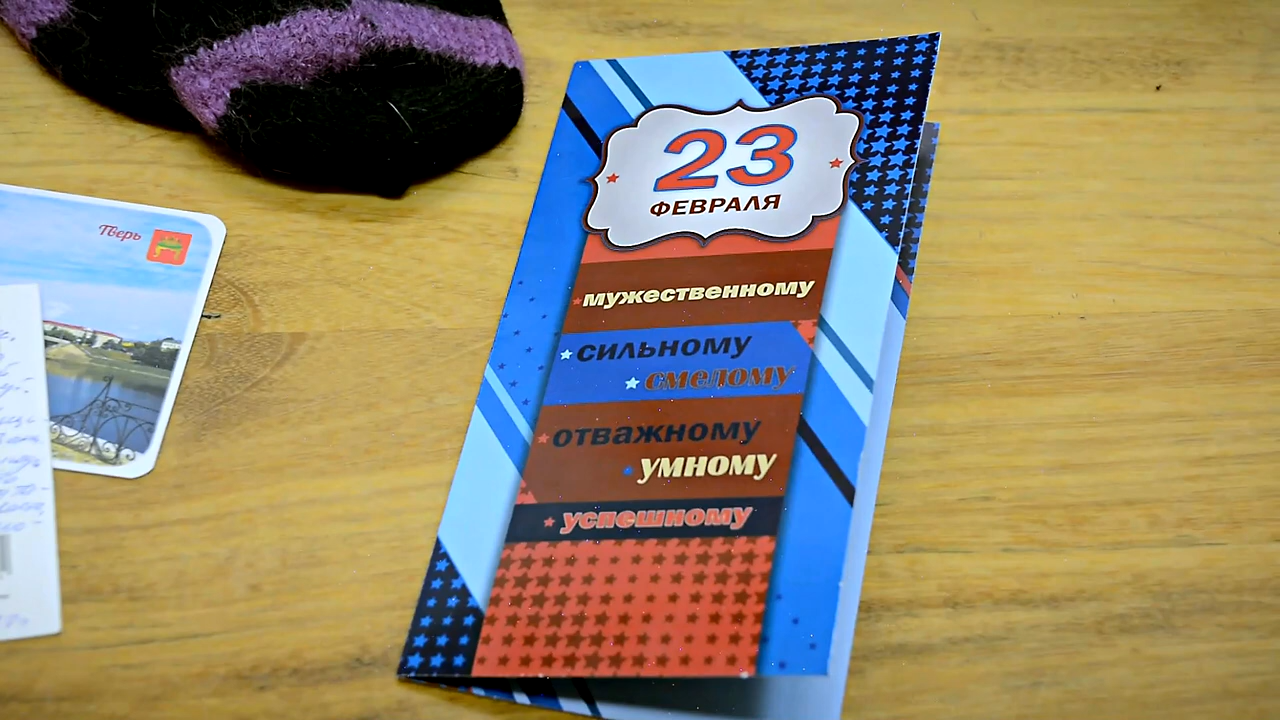 23
ФЕВРАЛЯ
мужественному
сильному
смелому
отважному
умному
успешному
Тверь